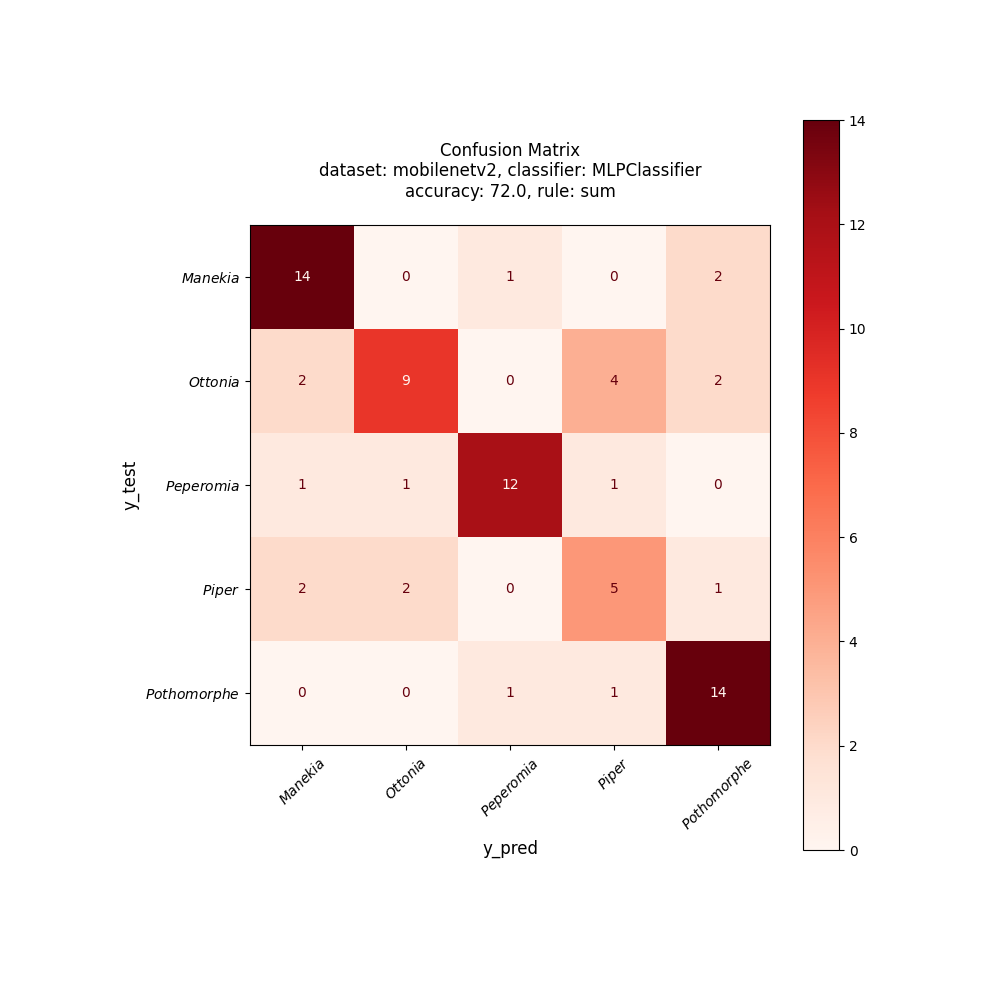 Confusion Matrix
dataset: mobilenetv2, classifier: MLPClassifier
accuracy: 72.0, rule: sum
y_test
Manekia 14 0 1 0 2
Ottonia 2 9 0 4 2
Peperomia 1 1 12 1 0
Piper 2 2 0 5 1
Pothomorphe 0 0 1 1 14
Manekia Ottonia Peperomia Piper Pothomorphe
y_pred
14
12
10
8
6
4
2
0